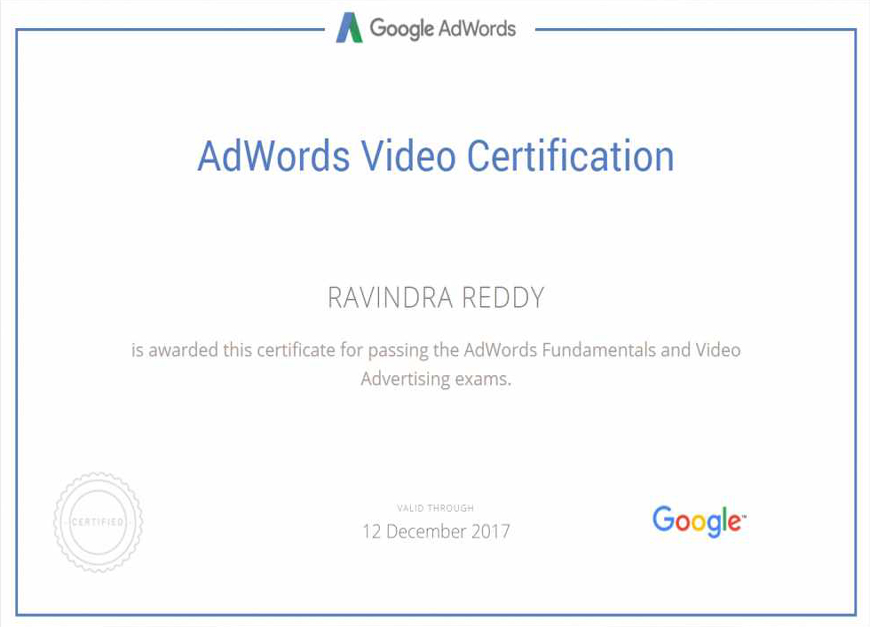 Google AdWords
AdWords Video Certification
RAVINDRA REDDY
is awarded this certificate for passing the AdWords Fundamentals and Video
Advertising exams.
CERTIFIED
VALID THROUGH
12 December 2017
Google™